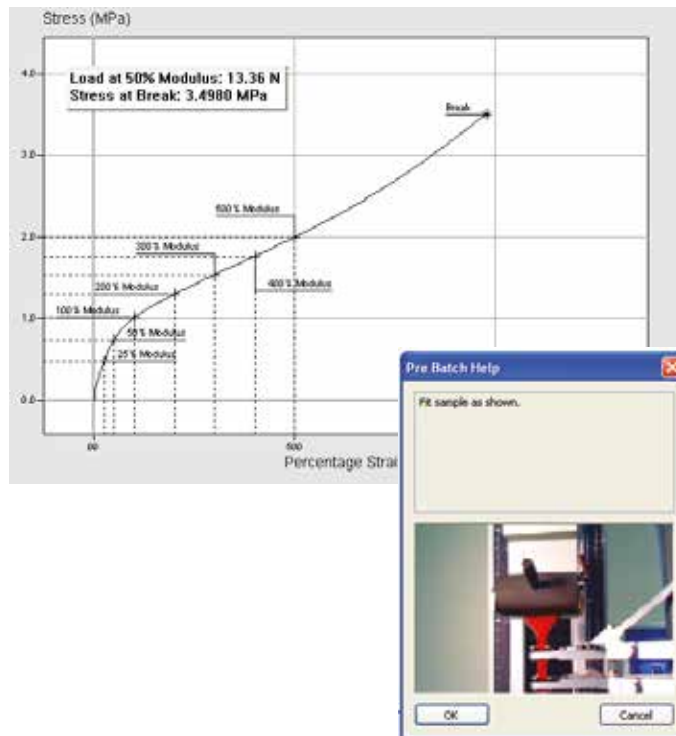 Stress (MPa)
4.0
Load at 50% Modulus: 13.36 N
Stress at Break: 3.4980 MPa
Break
3.0
500 % Modulus
2.0
300 % Modulus
400 % Modulus
200 % Modulus
100 % Modulus
1.0
50 % Modulus
25 % Modulus
0.0
00
500
Percentage Strai
Pre Batch Help
Fit sample as shown.
OK
Cancel